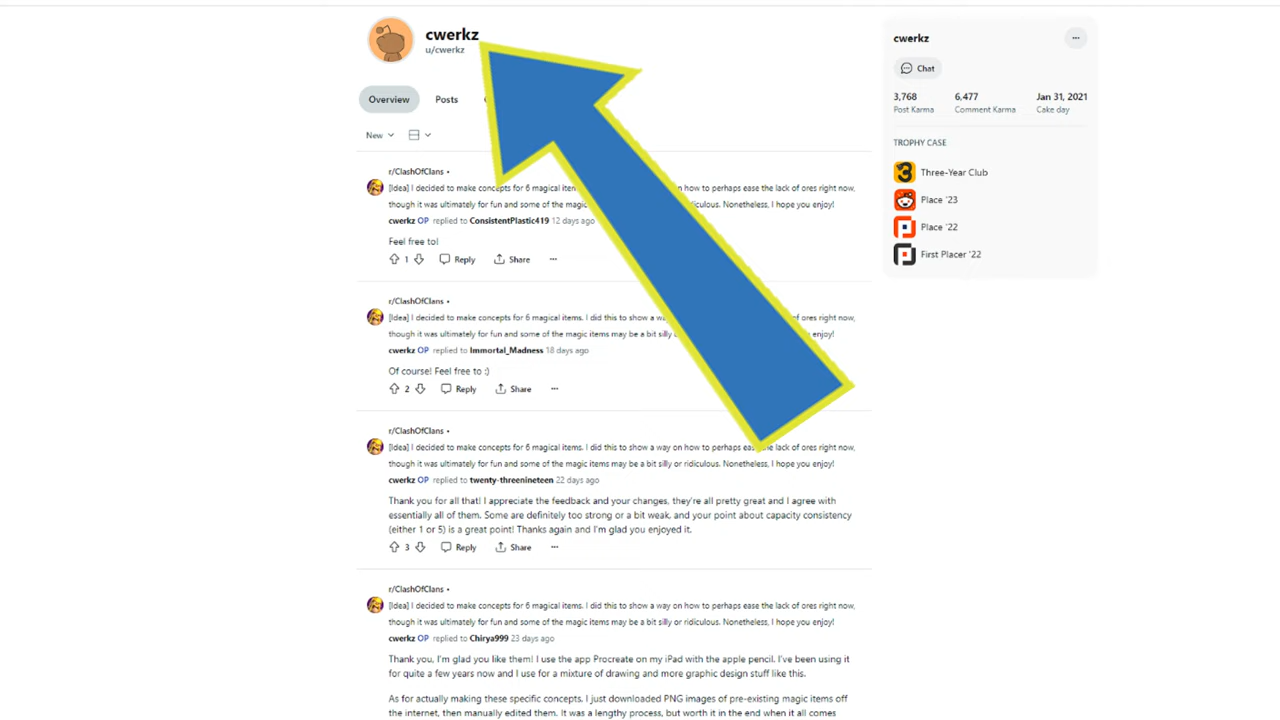 cwerkz
u/cwerkz
Overview Posts
New
r/ClashOfClans •
[Idea] I decided to make concepts for 6 magical on how to perhaps ease the lack of ores right now,
though it was ultimately for fun and some of the Nonetheless, I hope you enjoy!
cwerkz OP replied to ConsistentPlastic419 12 days ago
Feel free to!
1 Reply Share ...
r/ClashOfClans •
[Idea] I decided to make concepts for 6 magical items. I did this to show a of ores right now,
though it was ultimately for fun and some of the magic items may be a bit silly I hope you enjoy!
cwerkz OP replied to Immortal_Madness 18 days ago
Of course! Feel free to :)
2 Reply Share ...
r/ClashOfClans •
[Idea] I decided to make concepts for 6 magical items. I did this to show a way on how to perhaps ease the lack of ores right now,
though it was ultimately for fun and some of the magic items may be a bit silly or ridiculous. Nonetheless, I hope you enjoy!
cwerkz OP replied to twenty-threenineteen 22 days ago
Thank you for all that! I appreciate the feedback and your changes, they're all pretty great and I agree with
essentially all of them. Some are definitely too strong or a bit weak, and your point about capacity consistency
(either 1 or 5) is a great point! Thanks again and I'm glad you enjoyed it.
3 Reply Share ...
r/ClashOfClans •
[Idea] I decided to make concepts for 6 magical items. I did this to show a way on how to perhaps ease the lack of ores right now,
though it was ultimately for fun and some of the magic items may be a bit silly or ridiculous. Nonetheless, I hope you enjoy!
cwerkz OP replied to Chirya999 23 days ago
Thank you, I'm glad you like them! I use the app Procreate on my iPad with the apple pencil. I've been using it
for quite a few years now and I use for a mixture of drawing and more graphic design stuff like this.
As for actually making these specific concepts, I just downloaded PNG images of pre-existing magic items off
the internet, then manually edited them. It was a lengthy process, but worth it in the end when it all comes
cwerkz
...
Chat
3,768 6,477 Jan 31, 2021
Post Karma Comment Karma Cake day
TROPHY CASE
Three-Year Club
Place '23
Place '22
First Placer '22